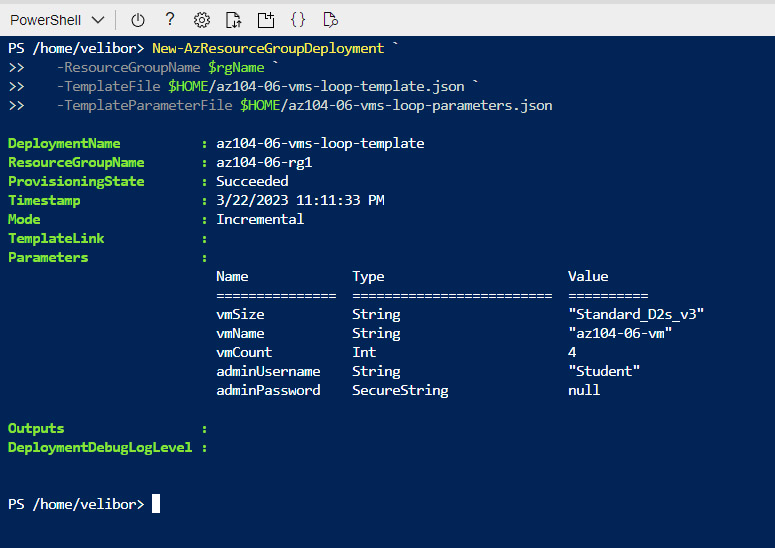 PowerShell
PS /home/velibor> New-AzResourceGroupDeployment `
>>    -ResourceGroupName $rgName `
>>    -TemplateFile $HOME/az104-06-vms-loop-template.json `
>>    -TemplateParameterFile $HOME/az104-06-vms-loop-parameters.json
DeploymentName          : az104-06-vms-loop-template
ResourceGroupName       : az104-06-rg1
ProvisioningState       : Succeeded
Timestamp               : 3/22/2023 11:11:33 PM
Mode                    : Incremental
TemplateLink            :
Parameters              :
                          Name             Type                       Value
                          ===============  =========================  ==========
                          vmSize           String                     "Standard_D2s_v3"
                          vmName           String                     "az104-06-vm"
                          vmCount          Int                        4
                          adminUsername    String                     "Student"
                          adminPassword    SecureString               null
Outputs                 :
DeploymentDebugLogLevel :
PS /home/velibor>